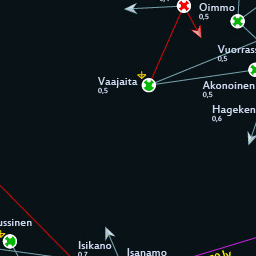 Oimmo
0,5
Vuorras
0,5
Vaajaita
0,5
Akonoinen
0,5
Hageken
0,6
ussinen
Isikano
0,7
Isanamo